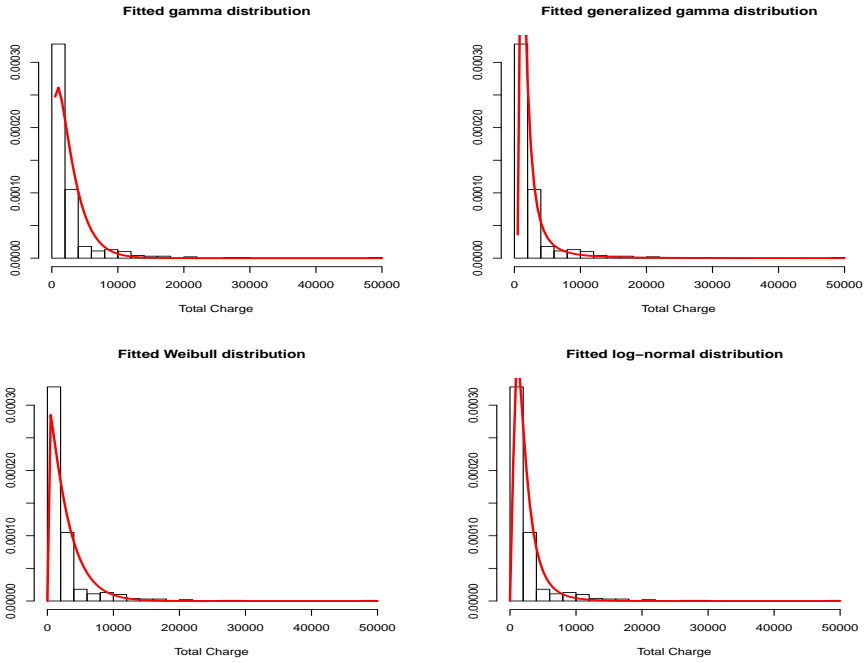 Fitted gamma distribution
0.00030
0.00020
0.00010
0.00000
0 10000 20000 30000 40000 50000
Total Charge
Fitted generalized gamma distribution
0.00030
0.00020
0.00010
0.00000
0 10000 20000 30000 40000 50000
Total Charge
Fitted Weibull distribution
0.00030
0.00020
0.00010
0.00000
0 10000 20000 30000 40000 50000
Total Charge
Fitted log−normal distribution
0.00030
0.00020
0.00010
0.00000
0 10000 20000 30000 40000 50000
Total Charge